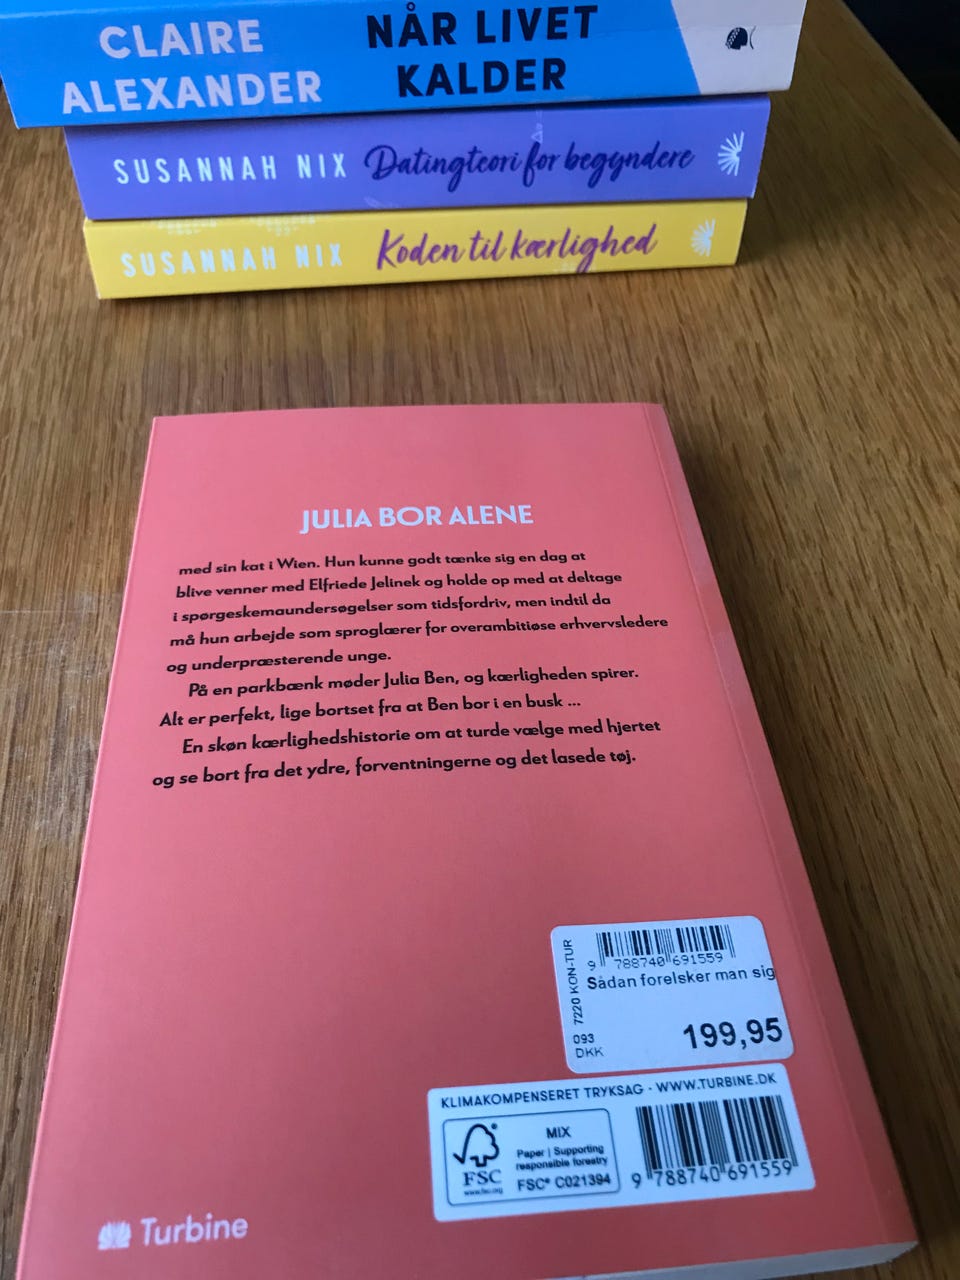 CLAIRE
ALEXANDER
NÅR LIVET
KALDER
SUSANNAH NIX Datingteori for begyndere
SUSANNAH NIX Koden til kærlighed
JULIA BOR ALENE
med sin kat i Wien. Hun kunne godt tænke sig en dag at
blive venner med Elfriede Jelinek og holde op med at deltage
i spørgeskemaundersøgelser som tidsfordriv, men indtil da
må hun arbejde som sproglærer for overambitiøse erhvervsledere
og underpræsterende unge.
På en parkbænk møder Julia Ben, og kærligheden spirer.
Alt er perfekt, lige bortset fra at Ben bor i en busk ...
En skøn kærlighedshistorie om at turde vælge med hjertet
og se bort fra det ydre, forventningerne og det lasede tøj.
7220 KON-TUR
9 788740 691559
Sådan forelsker man sig
093
DKK
199,95
KLIMAKOMPENSERET TRYKSAG · WWW.TURBINE.DK
FSC
www.fsc.org
MIX
Paper | Supporting
responsible forestry
FSC® C021394
9 788740 691559
Turbine